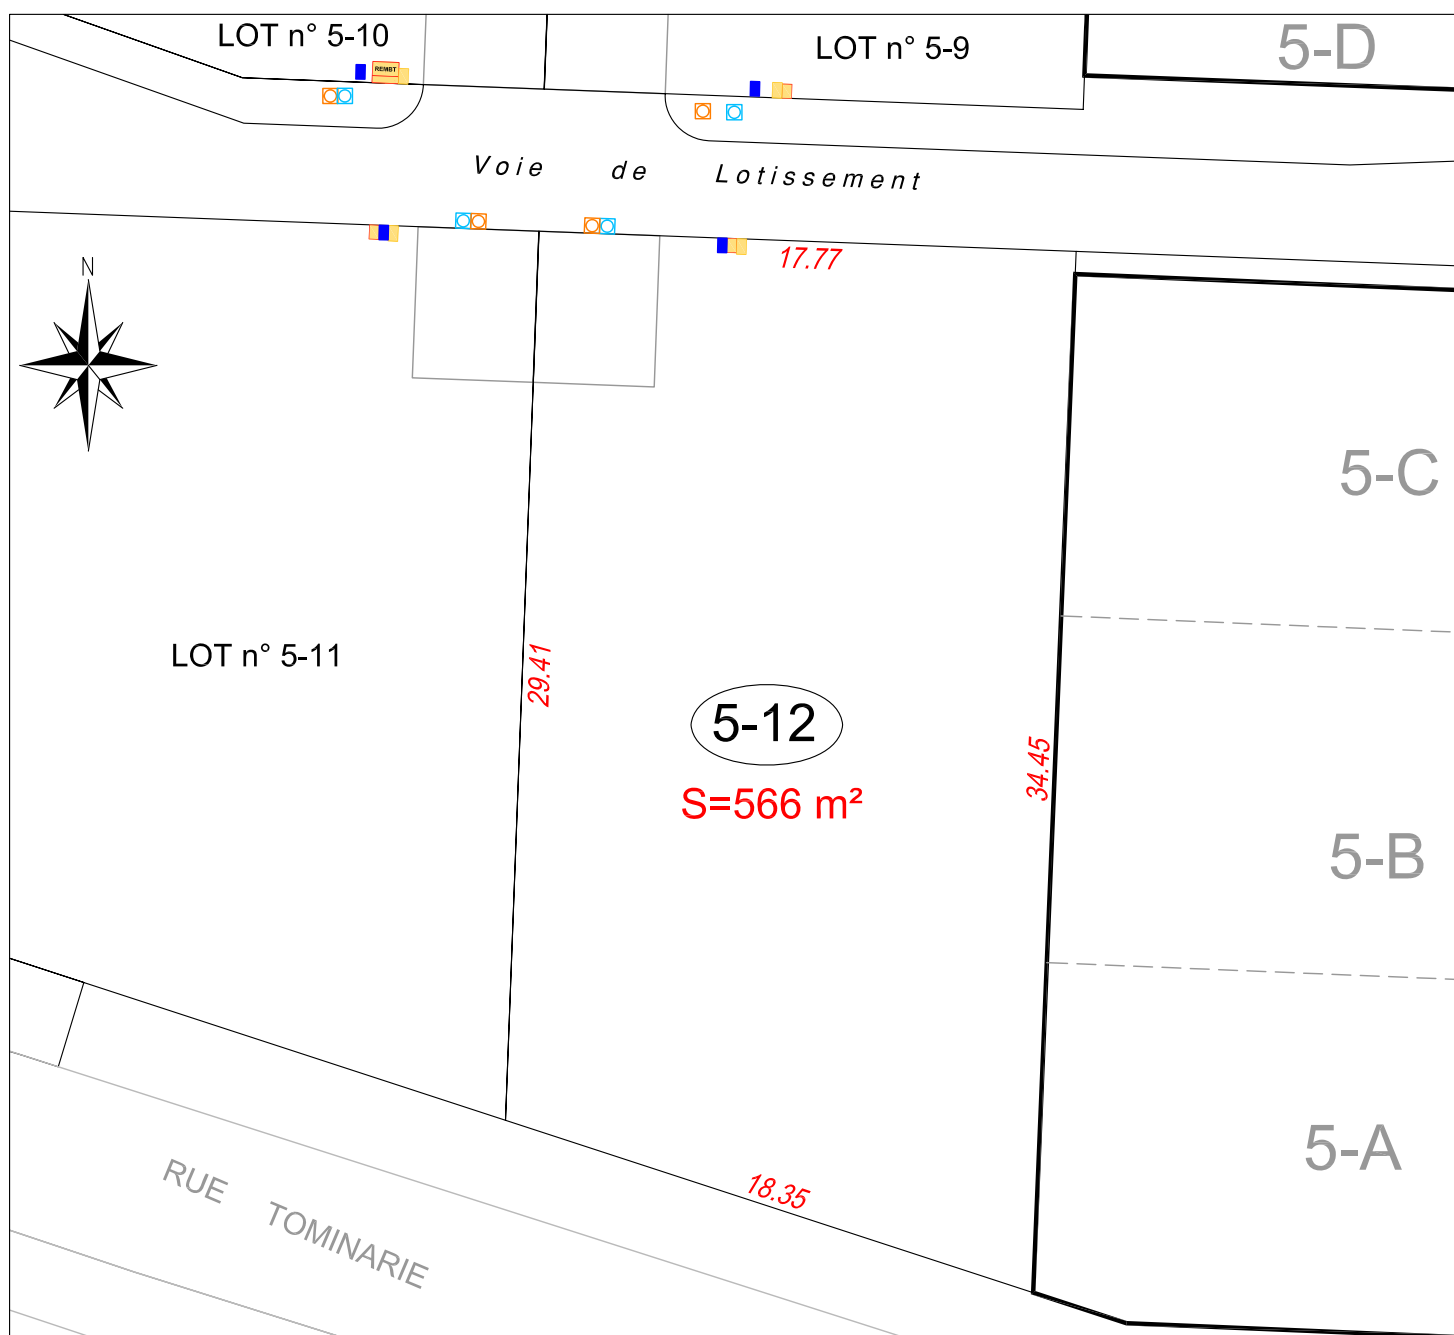 LOT n° 5-10
LOT n° 5-9
5-D
REMBT
Voie de Lotissement
17.77
N
5-C
LOT n° 5-11
29.41
5-12
34.45
S=566 m²
5-B
5-A
18.35
RUE TOMINARIE